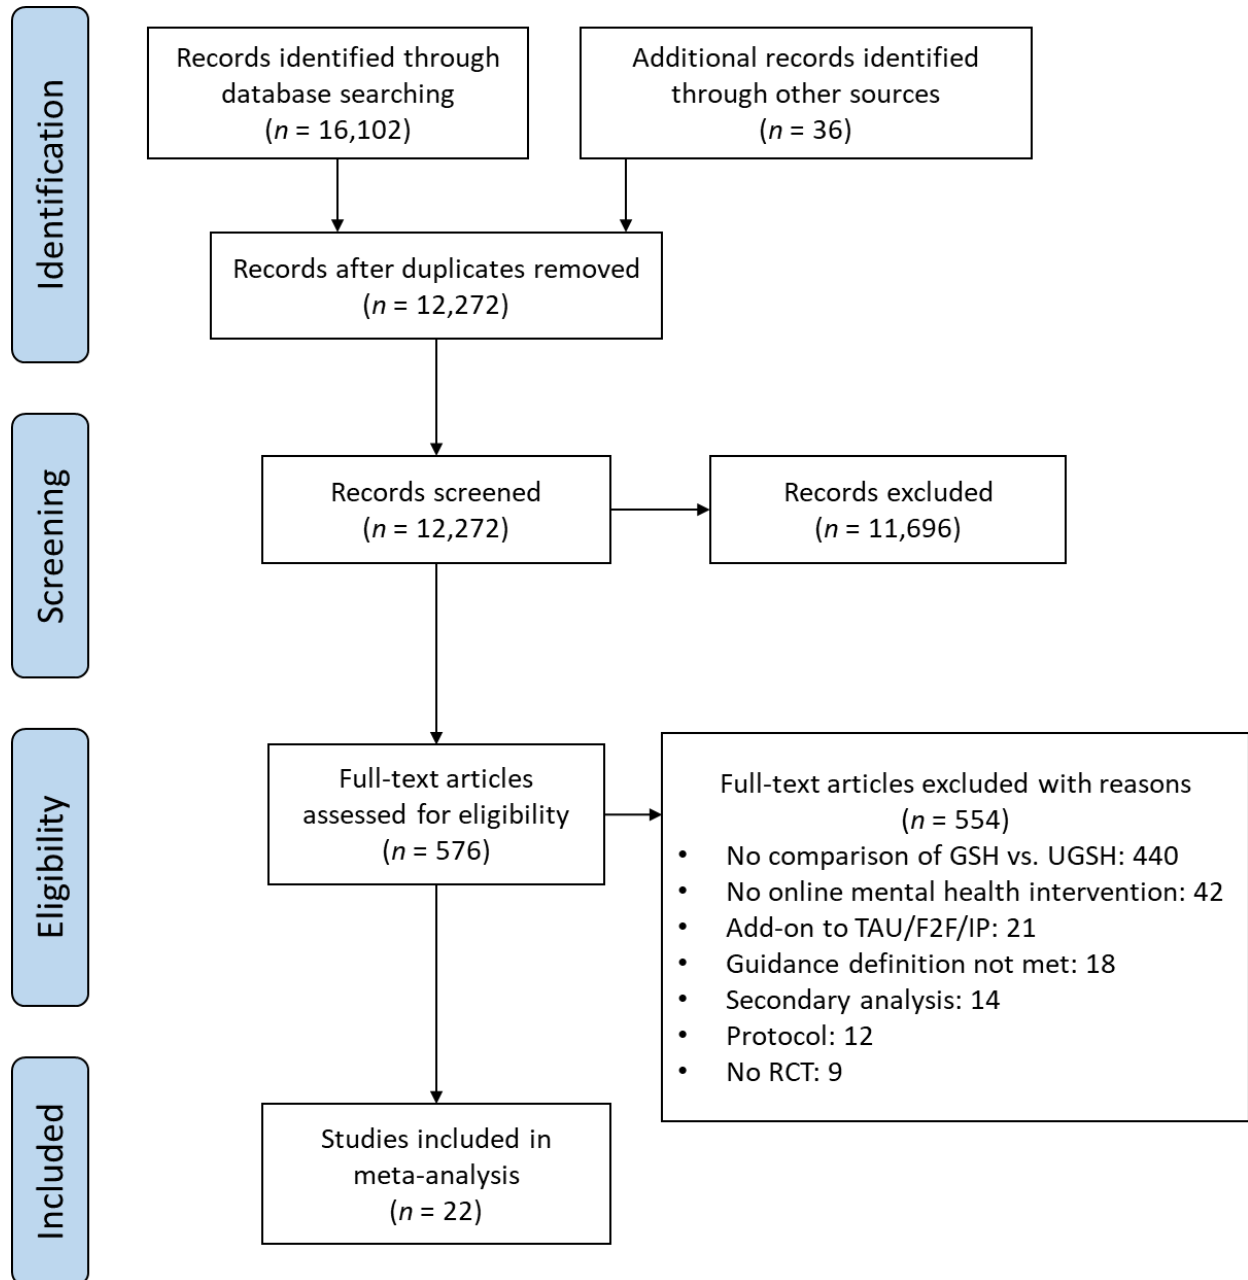 Identification
Records identified through
database searching
(n = 16,102)
Additional records identified
through other sources
(n = 36)
Records after duplicates removed
(n = 12,272)
Screening
Records screened
(n = 12,272)
Records excluded
(n = 11,696)
Eligibility
Full-text articles
assessed for eligibility
(n = 576)
Full-text articles excluded with reasons
(n = 554)
• No comparison of GSH vs. UGSH: 440
• No online mental health intervention: 42
• Add-on to TAU/F2F/IP: 21
• Guidance definition not met: 18
• Secondary analysis: 14
• Protocol: 12
• No RCT: 9
Included
Studies included in
meta-analysis
(n = 22)